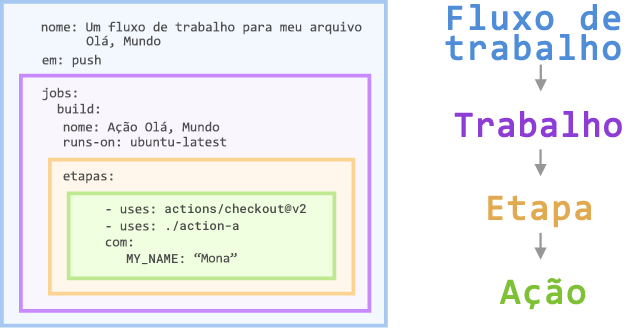 nome: Um fluxo de trabalho para meu arquivo
Olá, Mundo
em: push
jobs:
build:
nome: Ação Olá, Mundo
runs-on: ubuntu-latest
etapas:
- uses: actions/checkout@v2
- uses: ./action-a
com:
MY_NAME: “Mona”
Fluxo de
trabalho
Trabalho
Etapa
Ação